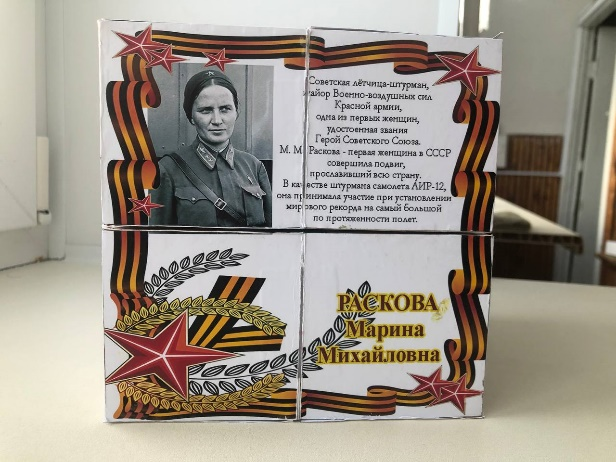 Советская лётчица-штурман,
майор Военно-воздушных сил
Красной армии,
одна из первых женщин,
удостоенная звания
Герой Советского Союза.
М. М. Раскова - первая женщина в СССР
совершила подвиг,
прославивший всю страну.
В качестве штурмана самолета АИР-12,
она принимала участие при установлении
мирового рекорда на самый большой
по протяженности полет.
РАСКОВА
Марина
Михайловна